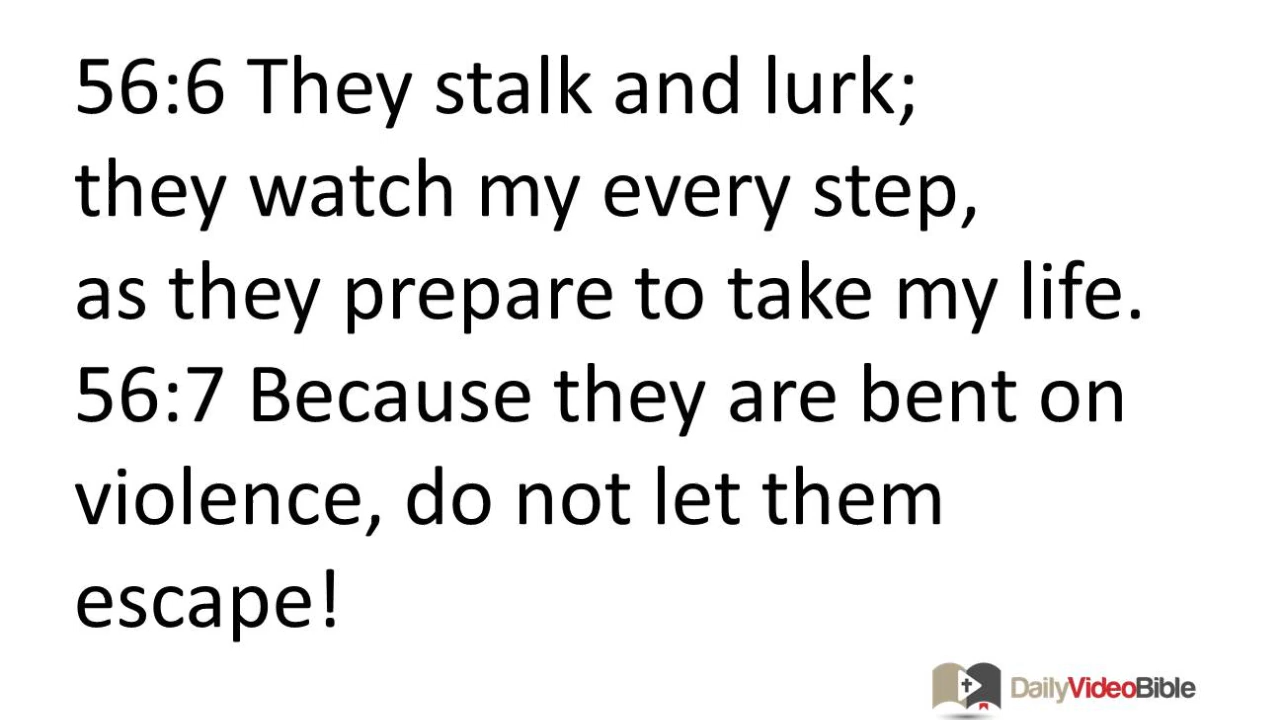 56:6 They stalk and lurk;
they watch my every step,
as they prepare to take my life.
56:7 Because they are bent on
violence, do not let them
escape!
DailyVideoBible